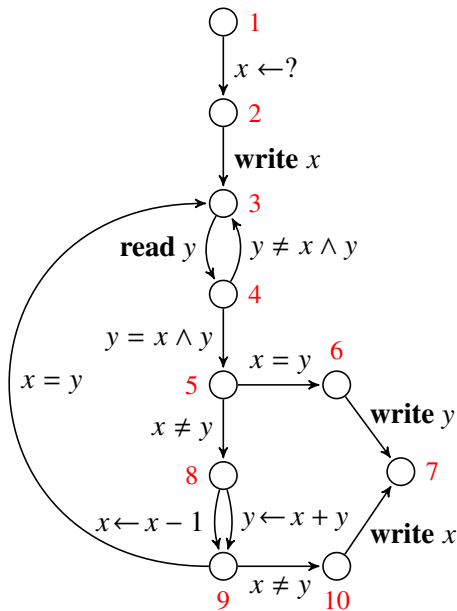 1
x ←?
2
write x
3
read y
y ≠ x ∧ y
4
y = x ∧ y
x = y
6
x = y
5
write y
x ≠ y
7
8
x ← x − 1
y ← x + y
write x
9
x ≠ y
10